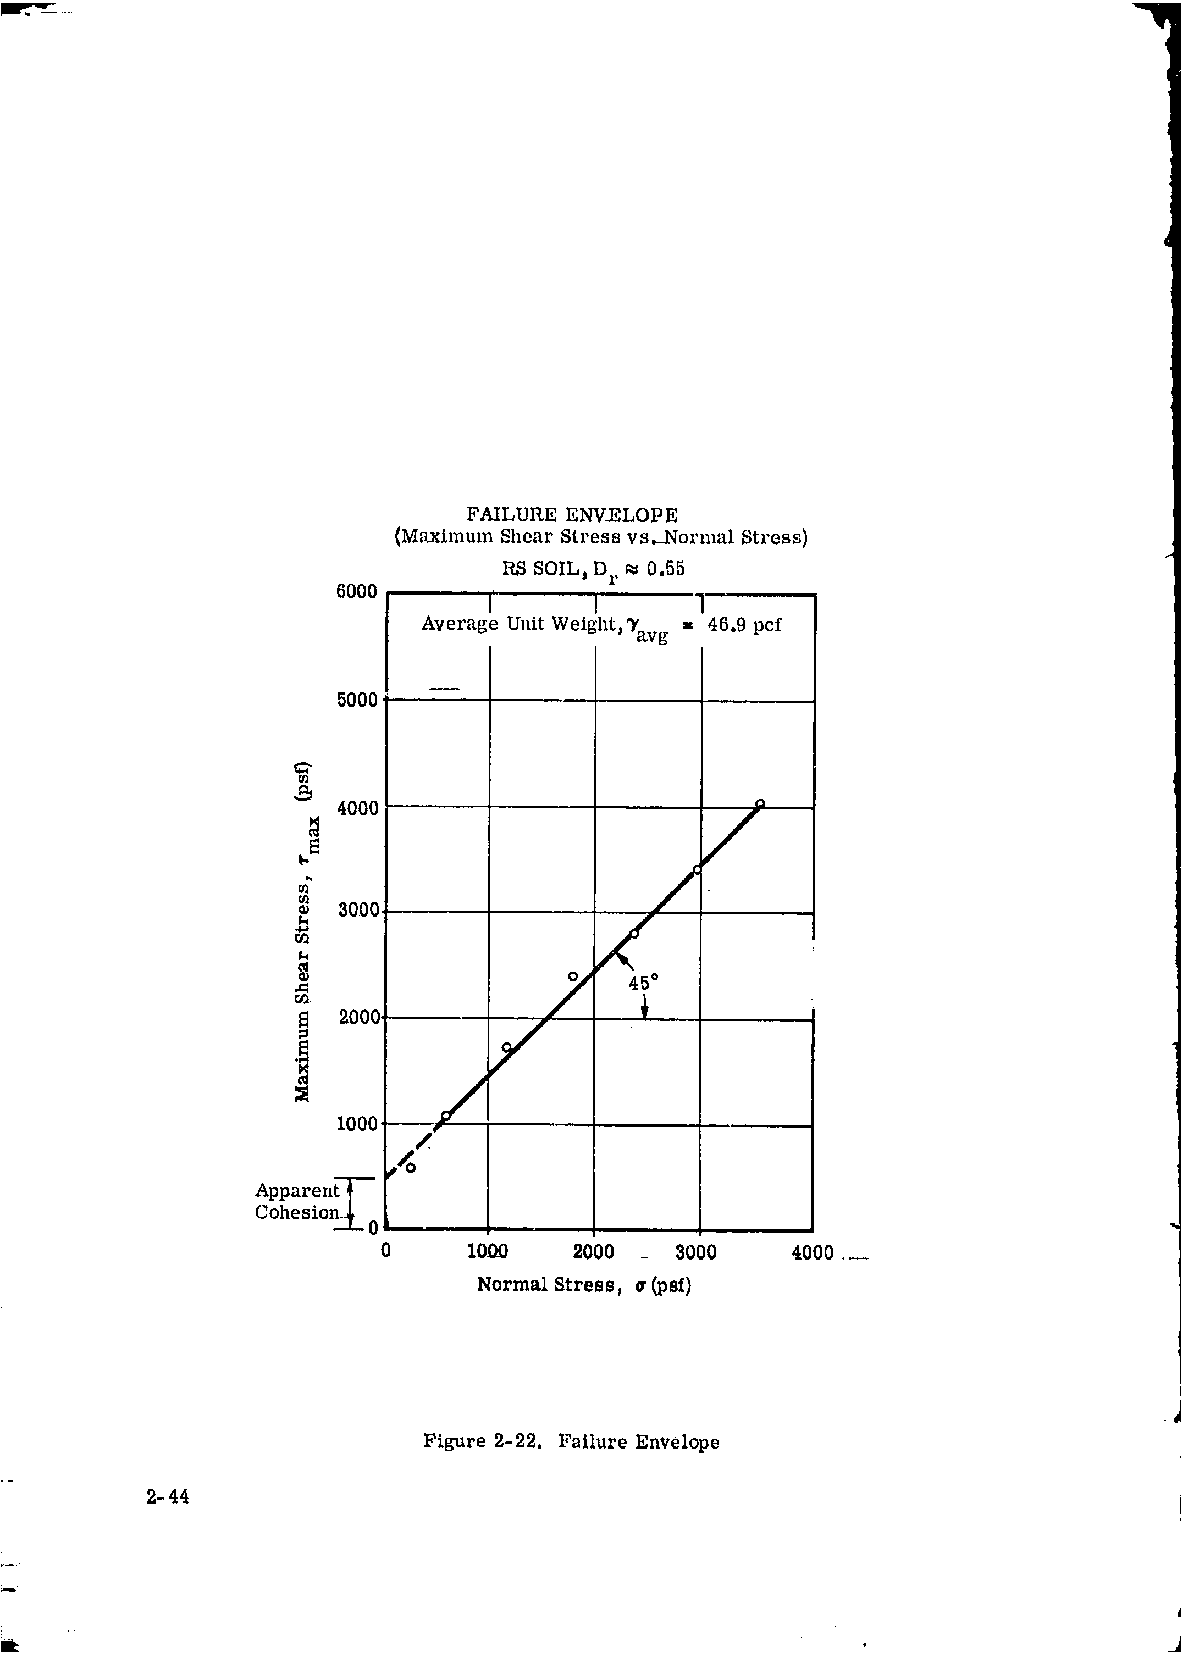 FAILURE ENVELOPE
(Maximum Shear Stress vs. Normal Stress)
RS SOIL, Dr ≈ 0.55
Average Unit Weight, γavg = 46.9 pcf
6000
5000
4000
3000
2000
1000
0
Maximum Shear Stress, τmax (psf)
45°
Apparent
Cohesion
0 1000 2000 3000 4000
Normal Stress, σ (psf)
Figure 2-22. Failure Envelope
2-44